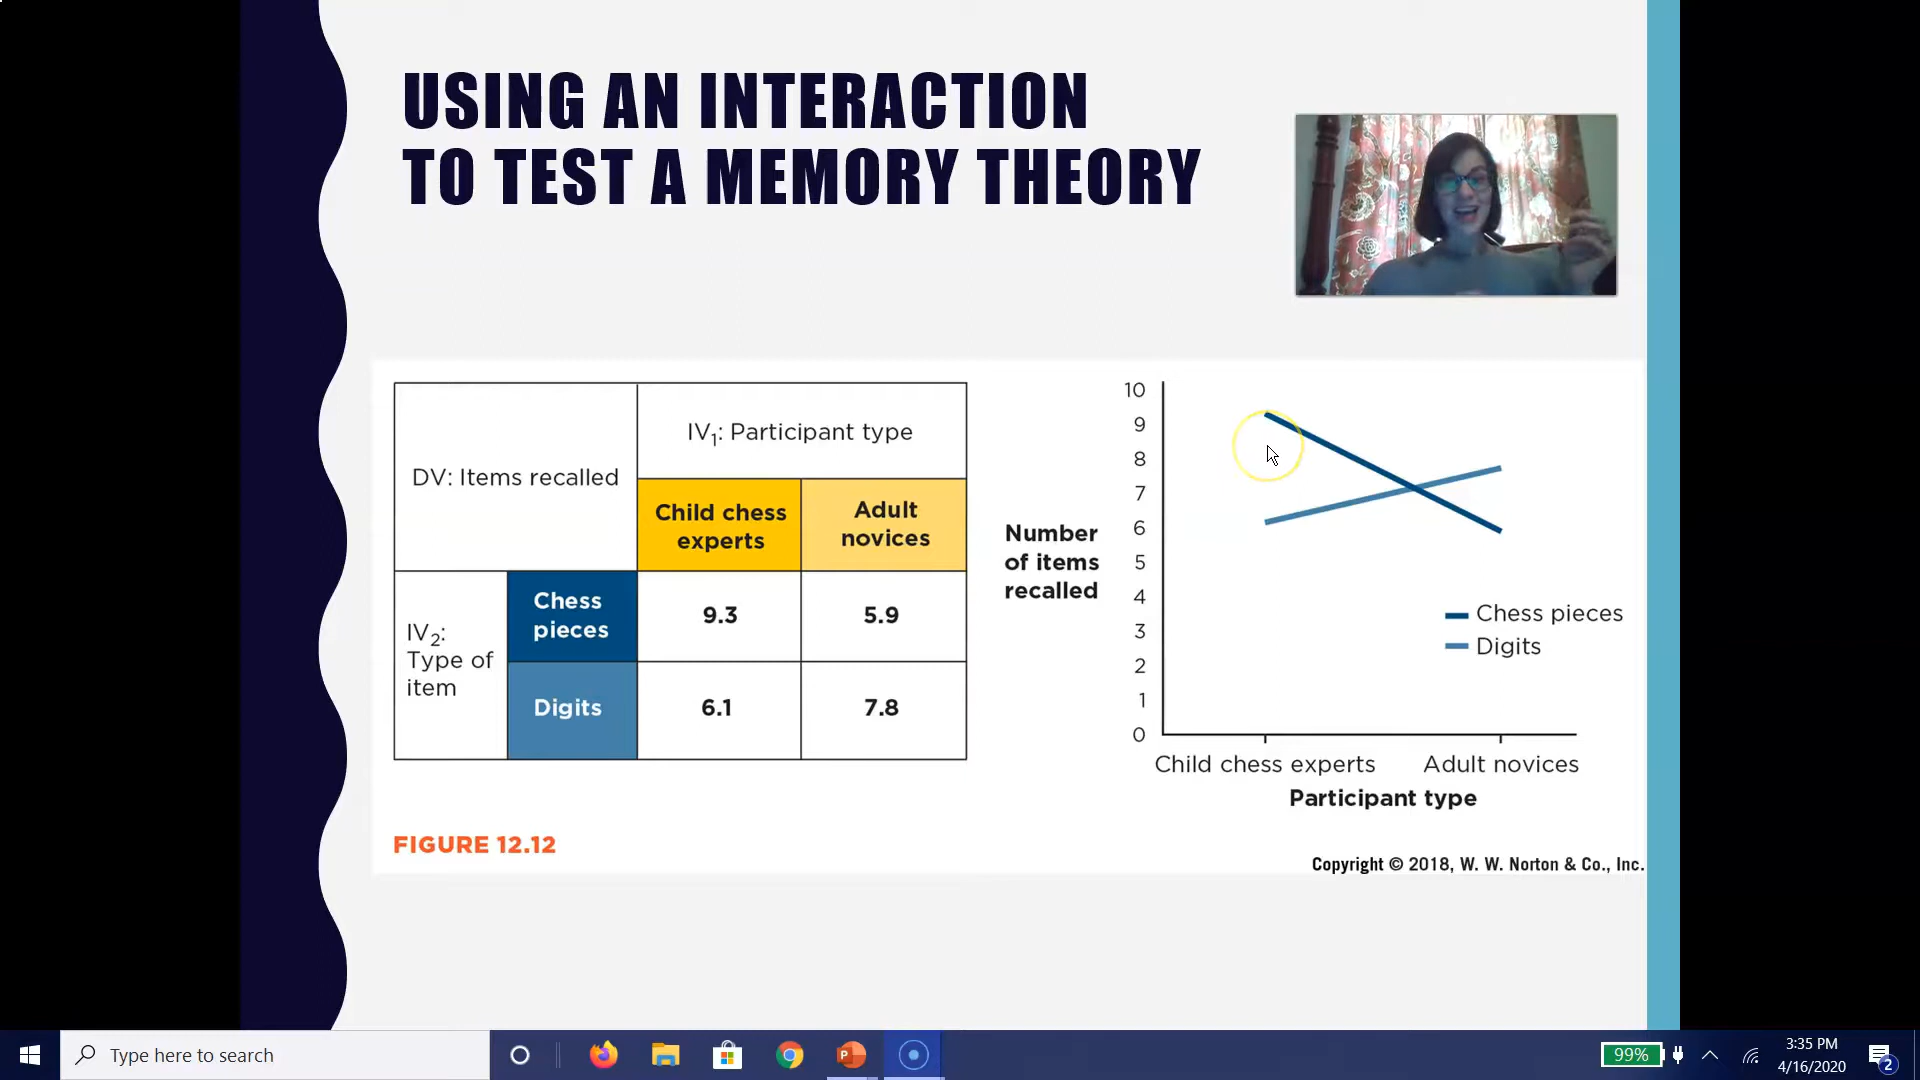 USING AN INTERACTION
TO TEST A MEMORY THEORY
DV: Items recalled
IV1: Participant type
Child chess
experts
Adult
novices
IV2:
Type of
item
Chess
pieces
9.3
5.9
Digits
6.1
7.8
Number
of items
recalled
10
9
8
7
6
5
4
3
2
1
0
Chess pieces
Digits
Child chess experts
Adult novices
Participant type
FIGURE 12.12
Copyright © 2018, W. W. Norton & Co., Inc.
Type here to search
P
99%
3:35 PM
4/16/2020
2